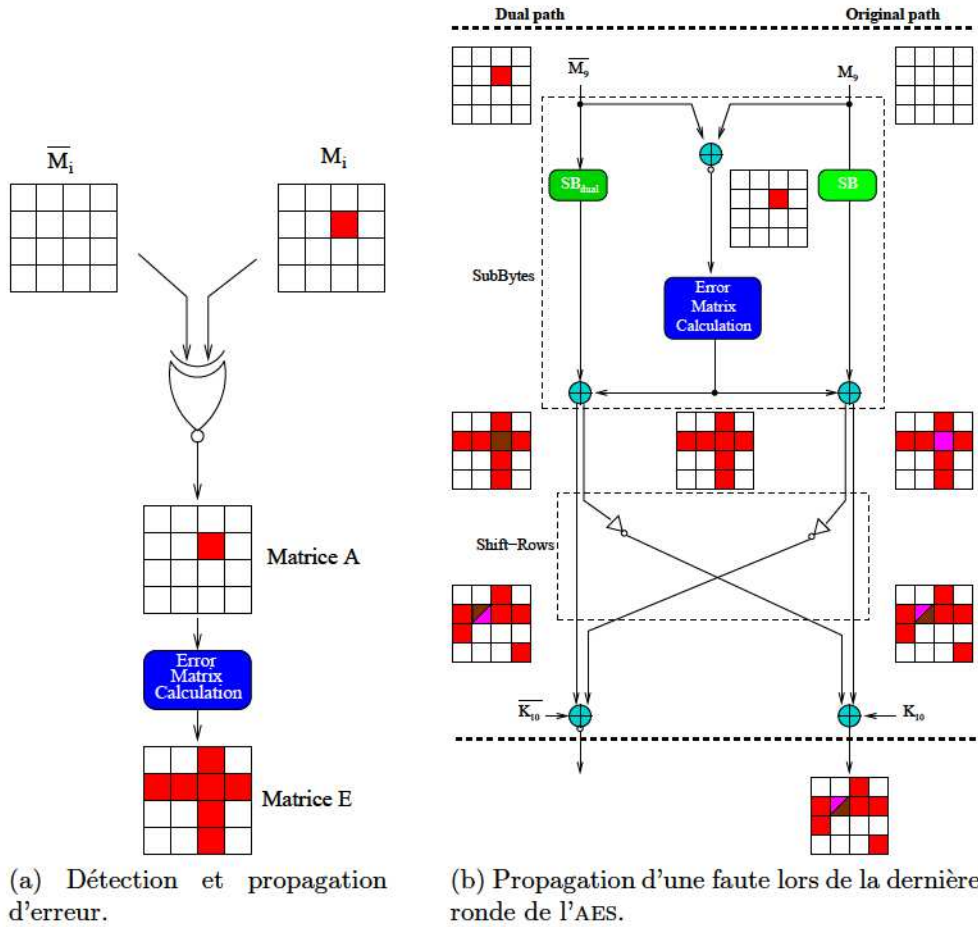 Dual path
Original path
M̅₉
M₉
M̅ᵢ
Mᵢ
SB_dual
SB
SubBytes
Error
Matrix
Calculation
Shift-Rows
Matrice A
Error
Matrix
Calculation
K̅₁₀
K₁₀
Matrice E
(a) Détection et propagation
d'erreur.
(b) Propagation d'une faute lors de la dernière
ronde de l'AES.